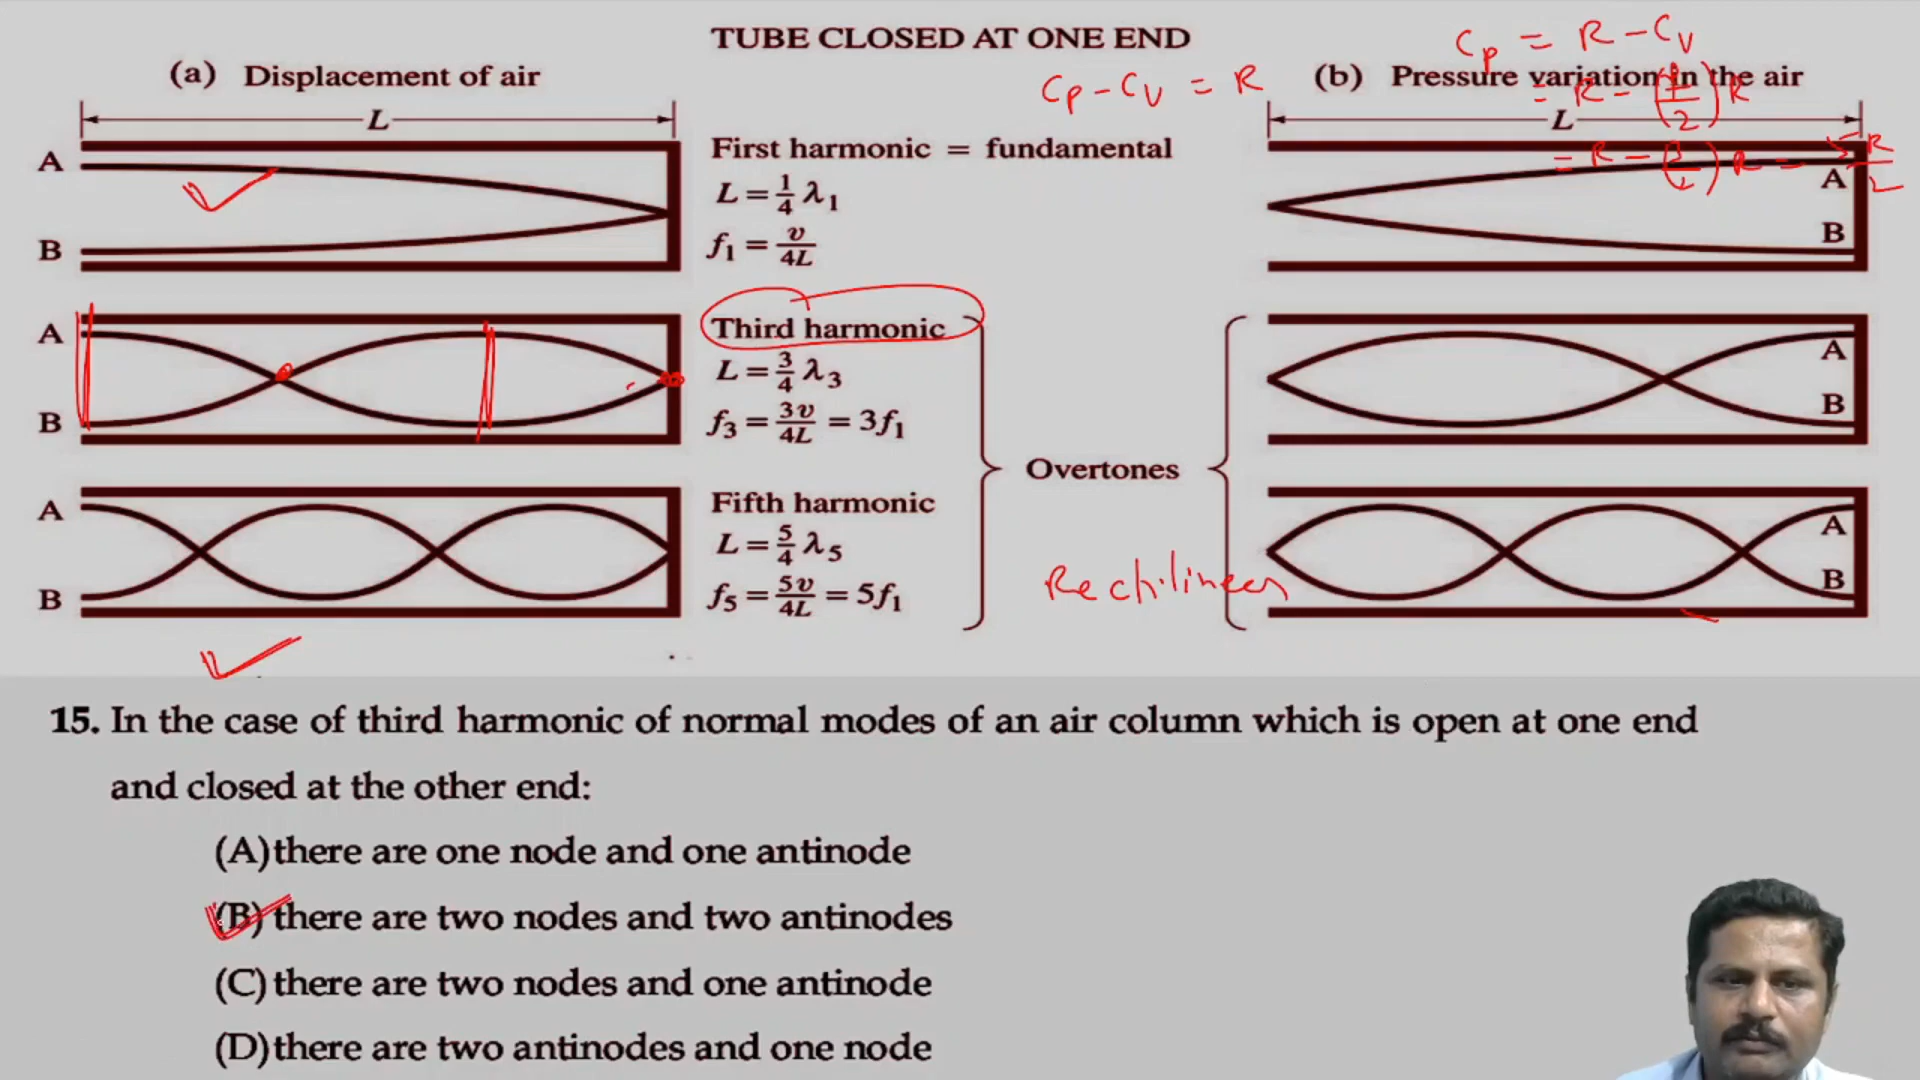 TUBE CLOSED AT ONE END
Cp = R - Cv
(a) Displacement of air
Cp - Cv = R
(b) Pressure variation in the air
= R - (f/2) R
L
L
A
First harmonic = fundamental
= R - (3/2) R = 5R/2
A
L = 1/4 λ1
B
B
f1 = v/4L
A
Third harmonic
A
L = 3/4 λ3
B
B
f3 = 3v/4L = 3f1
Overtones
A
Fifth harmonic
A
L = 5/4 λ5
B
B
f5 = 5v/4L = 5f1
Rectilinear
15. In the case of third harmonic of normal modes of an air column which is open at one end
and closed at the other end:
(A) there are one node and one antinode
(B) there are two nodes and two antinodes
(C) there are two nodes and one antinode
(D) there are two antinodes and one node